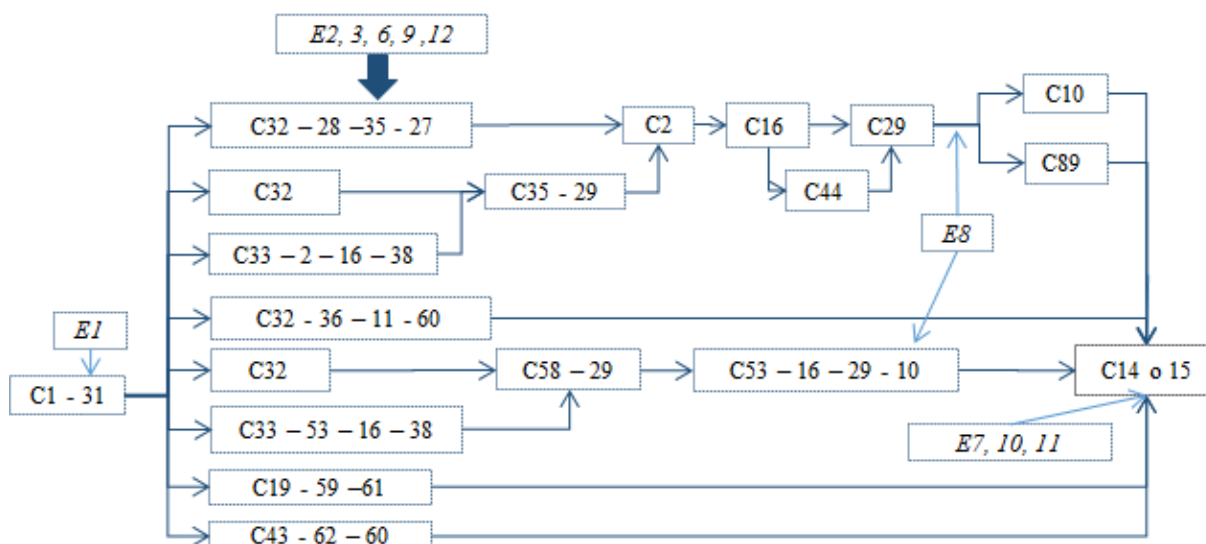 E2, 3, 6, 9 ,12
C32 – 28 –35 - 27
C2
C16
C29
C10
C89
C32
C35 - 29
C44
C33 – 2 – 16 – 38
E8
C32 - 36 – 11 - 60
E1
C1 - 31
C32
C58 – 29
C53 – 16 – 29 - 10
C14 o 15
C33 – 53 – 16 – 38
E7, 10, 11
C19 - 59 –61
C43 - 62 – 60